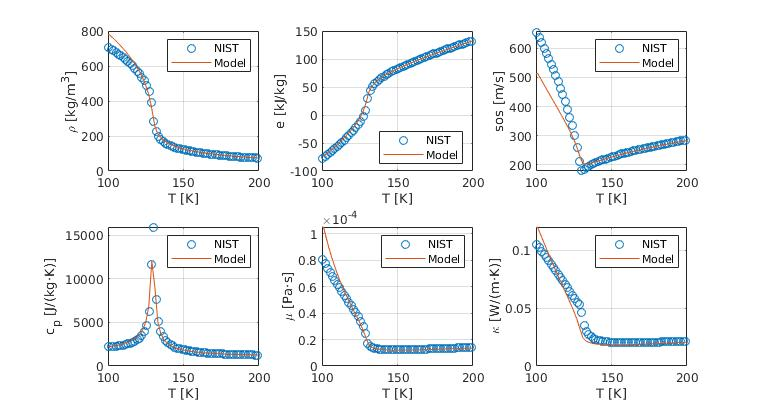 800
600
400
200
0
ρ [kg/m³]
100
150
200
T [K]
NIST
Model
150
100
50
0
-50
-100
e [kJ/kg]
100
150
200
T [K]
NIST
Model
600
500
400
300
200
sos [m/s]
100
150
200
T [K]
NIST
Model
15000
10000
5000
0
c_p [J/(kg·K)]
100
150
200
T [K]
NIST
Model
×10⁻⁴
1
0.8
0.6
0.4
0.2
0
μ [Pa·s]
100
150
200
T [K]
NIST
Model
0.1
0.05
0
κ [W/(m·K)]
100
150
200
T [K]
NIST
Model